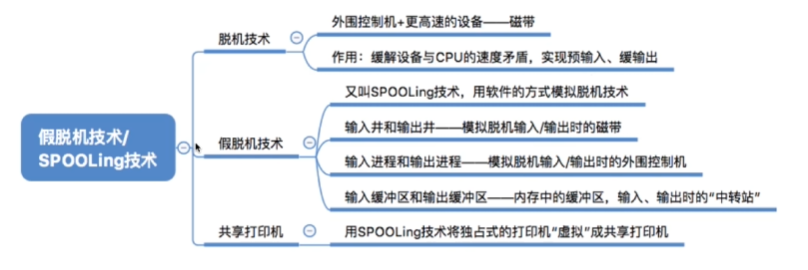 脱机技术
外围控制机+更高速的设备——磁带
作用：缓解设备与CPU的速度矛盾，实现预输入、缓输出
假脱机技术/
SPOOLing技术
假脱机技术
又叫SPOOLing技术，用软件的方式模拟脱机技术
输入井和输出井——模拟脱机输入/输出时的磁带
输入进程和输出进程——模拟脱机输入/输出时的外围控制机
输入缓冲区和输出缓冲区——内存中的缓冲区，输入、输出时的“中转站”
共享打印机
用SPOOLing技术将独占式的打印机“虚拟”成共享打印机